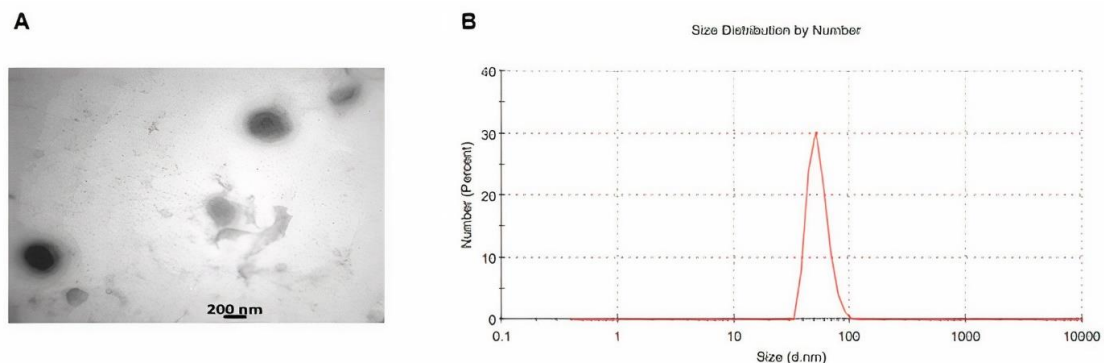 A
B
Size Distribution by Number
200 nm
Number (Percent)
40
30
20
10
0
0.1
1
10
100
1000
10000
Size (d.nm)